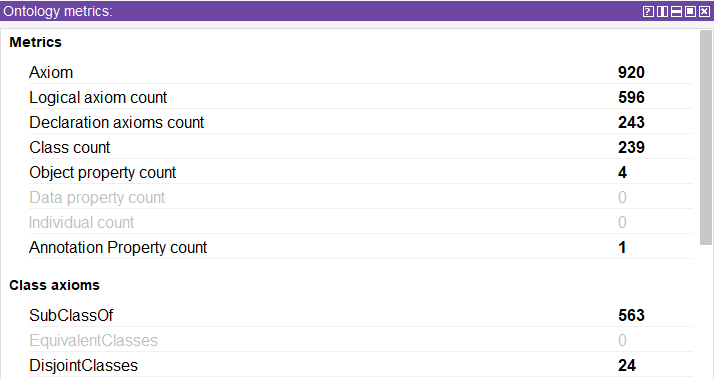 Ontology metrics:
Metrics
Axiom 920
Logical axiom count 596
Declaration axioms count 243
Class count 239
Object property count 4
Data property count 0
Individual count 0
Annotation Property count 1
Class axioms
SubClassOf 563
EquivalentClasses 0
DisjointClasses 24